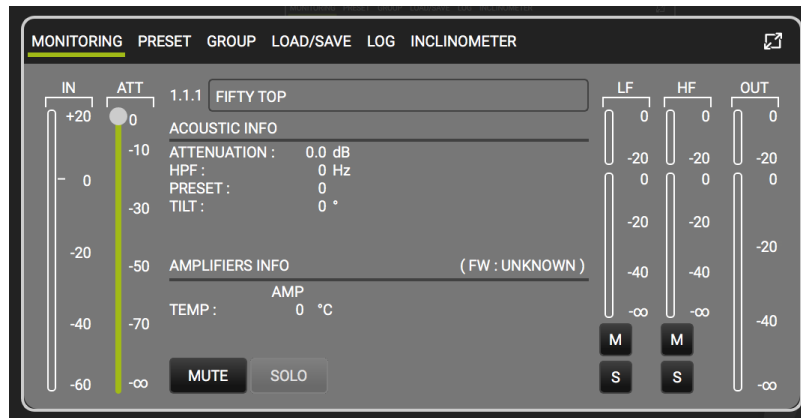 MONITORING PRESET GROUP LOAD/SAVE LOG INCLINOMETER
IN ATT
+20
0
-20
-40
-60
0
-10
-30
-50
-70
-∞
1.1.1 FIFTY TOP
ACOUSTIC INFO
ATTENUATION : 0.0 dB
HPF : 0 Hz
PRESET : 0
TILT : 0 °
AMPLIFIERS INFO ( FW : UNKNOWN )
AMP
TEMP : 0 °C
MUTE SOLO
LF HF OUT
0 0 0
-20 -20 -20
0 0 0
-20 -20
-20
-40 -40
-∞ -∞
-40
M M
S S
-∞